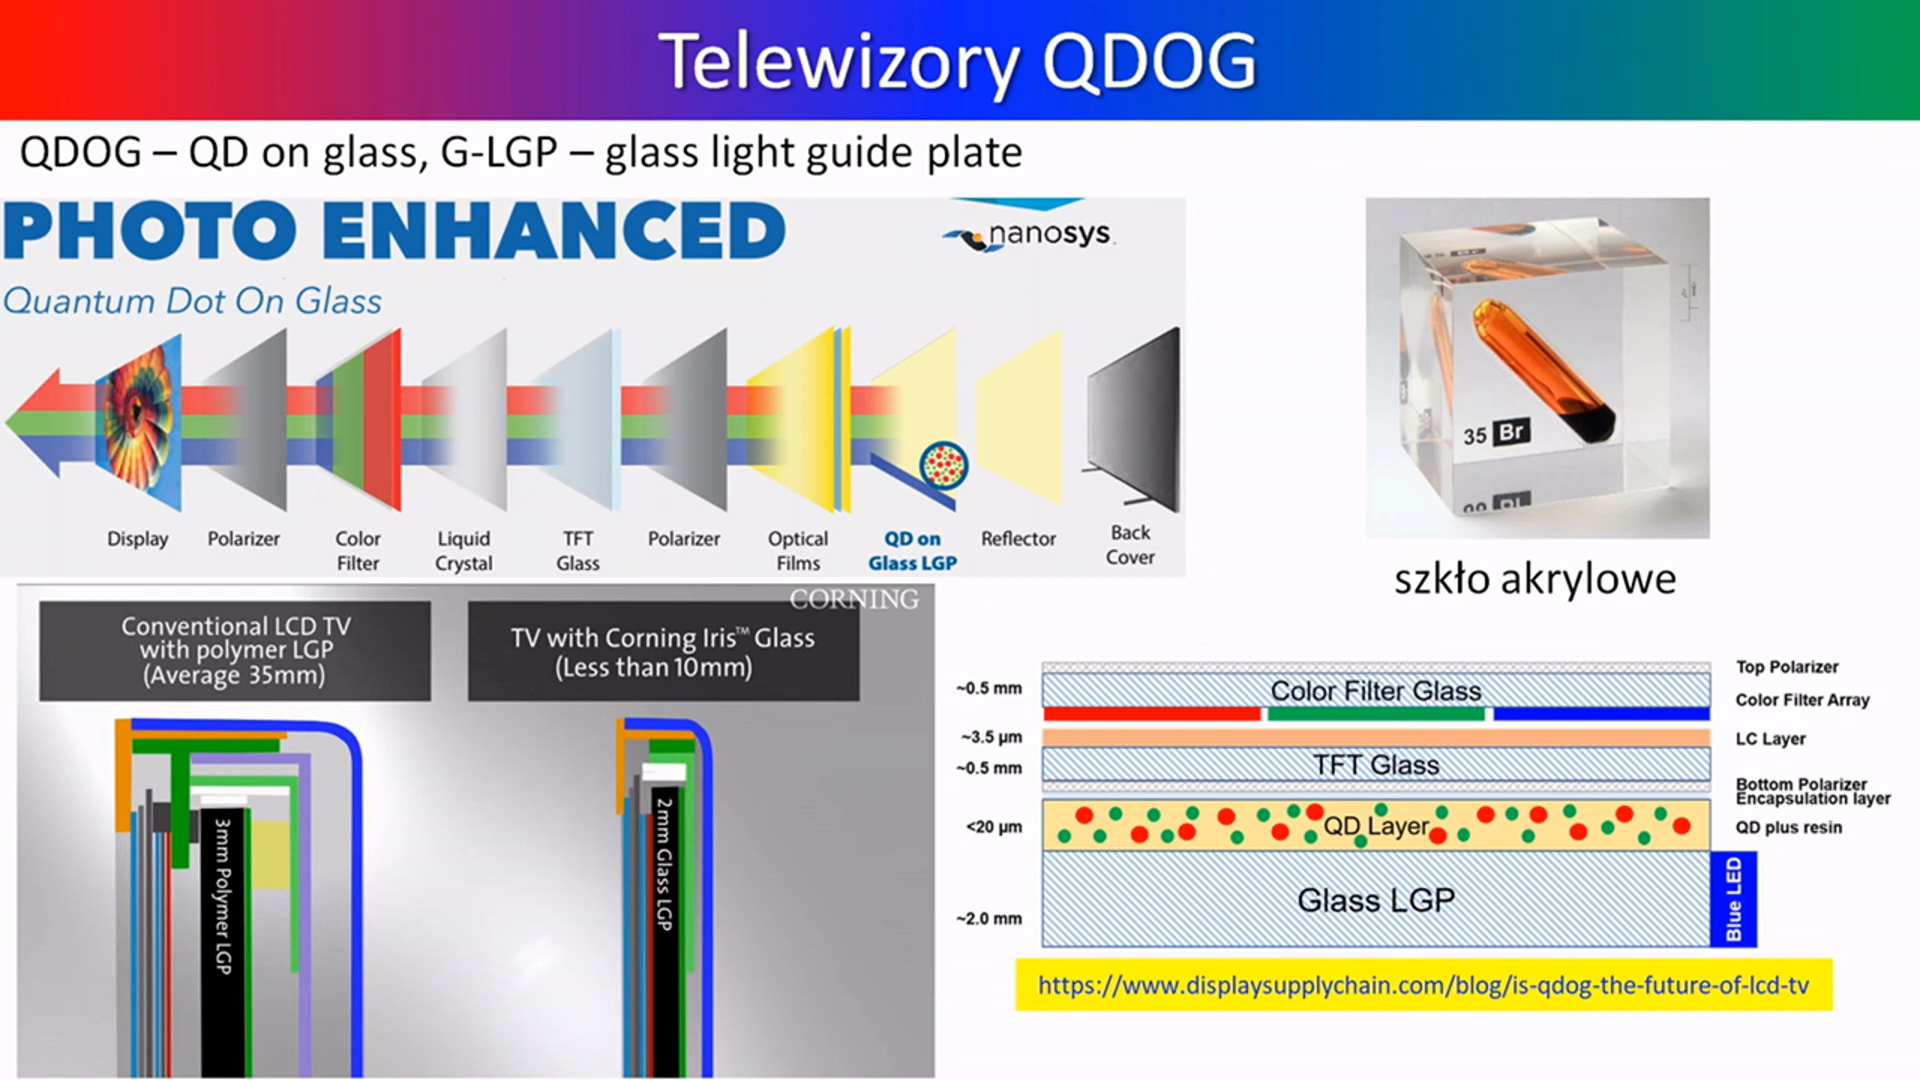 Telewizory QDOG
QDOG – QD on glass, G-LGP – glass light guide plate
PHOTO ENHANCED
nanosys
Quantum Dot On Glass
Display
Polarizer
Color
Filter
Liquid
Crystal
TFT
Glass
Polarizer
Optical
Films
QD on
Glass LGP
Reflector
Back
Cover
35 Br
szkło akrylowe
CORNING
Conventional LCD TV
with polymer LGP
(Average 35mm)
TV with Corning Iris™ Glass
(Less than 10mm)
3mm Polymer LGP
2mm Glass LGP
Top Polarizer
~0.5 mm
Color Filter Glass
Color Filter Array
~3.5 µm
LC Layer
~0.5 mm
TFT Glass
Bottom Polarizer
Encapsulation layer
<20 µm
QD Layer
QD plus resin
~2.0 mm
Glass LGP
Blue LED
https://www.displaysupplychain.com/blog/is-qdog-the-future-of-lcd-tv